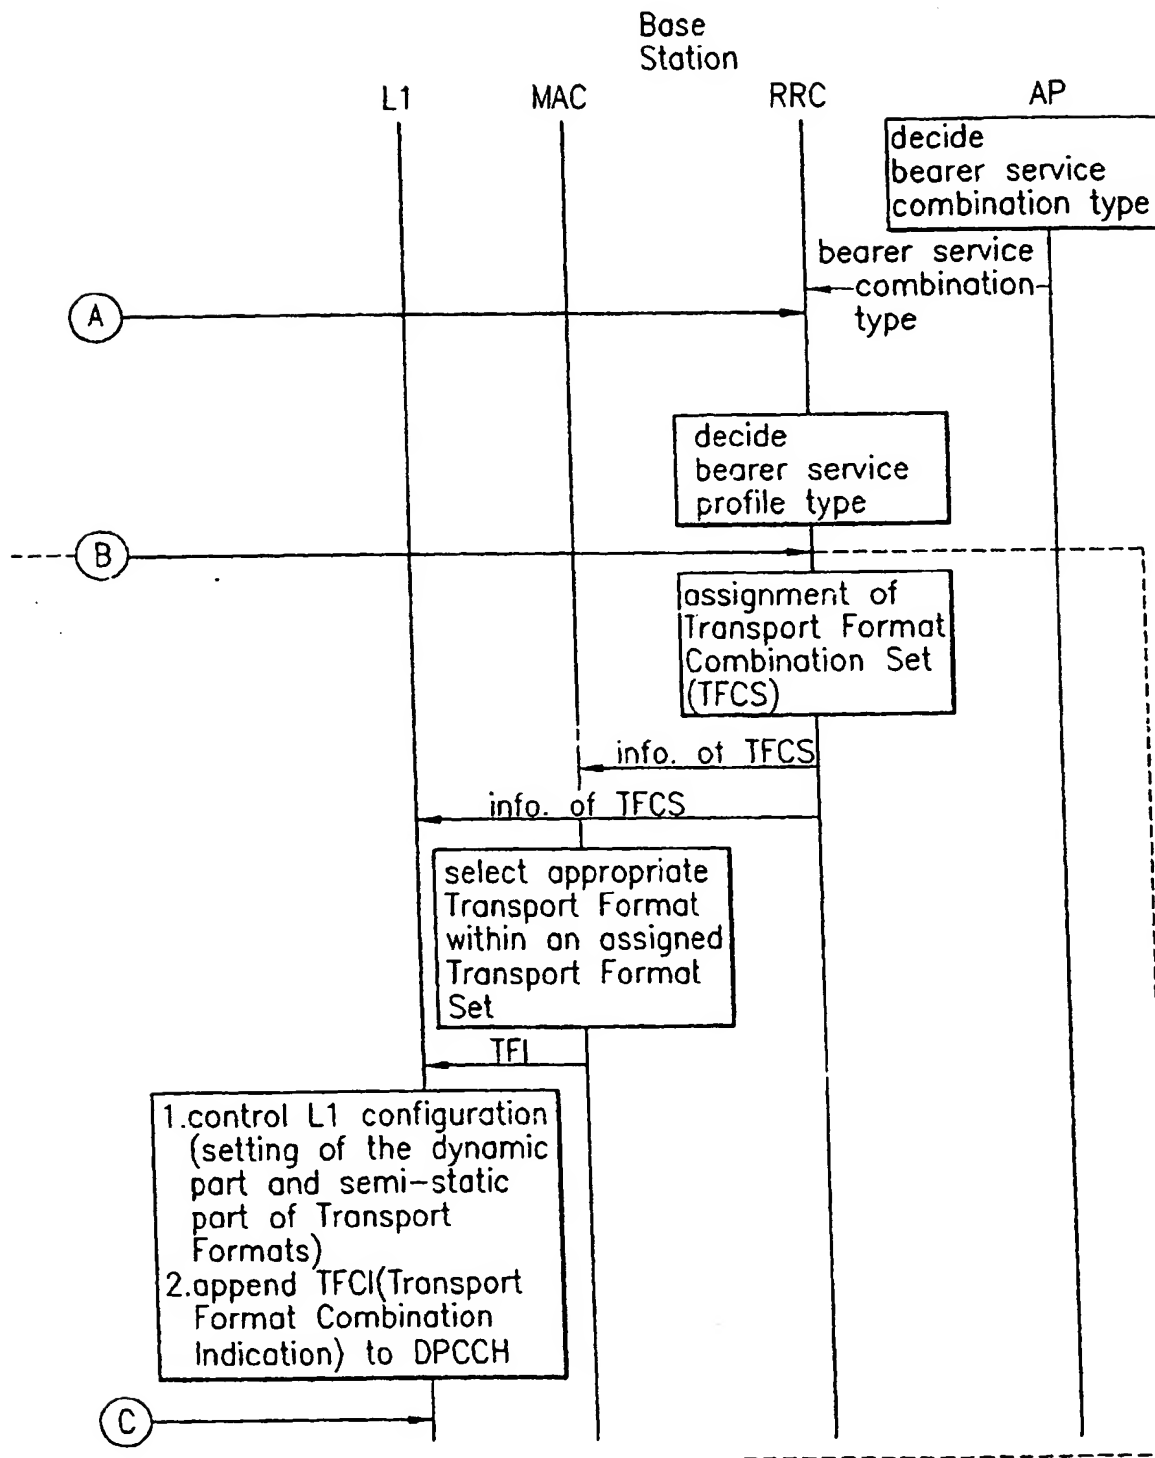 Base
Station
L1
MAC
RRC
AP
decide
bearer service
combination type
bearer service
combination
type
A
decide
bearer service
profile type
B
assignment of
Transport Format
Combination Set
(TFCS)
info. of TFCS
info. of TFCS
select appropriate
Transport Format
within an assigned
Transport Format
Set
TFI
1.control L1 configuration
(setting of the dynamic
part and semi-static
part of Transport
Formats)
2.append TFCI(Transport
Format Combination
Indication) to DPCCH
C